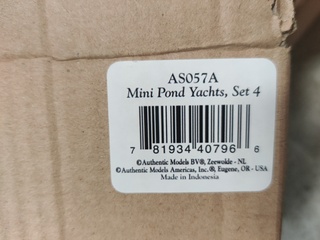 AS057A
Mini Pond Yachts, Set 4
7 81934 40796 6
©Authentic Models BV®, Zeewolde - NL
©Authentic Models Americas, Inc.®, Eugene, OR - USA
Made in Indonesia